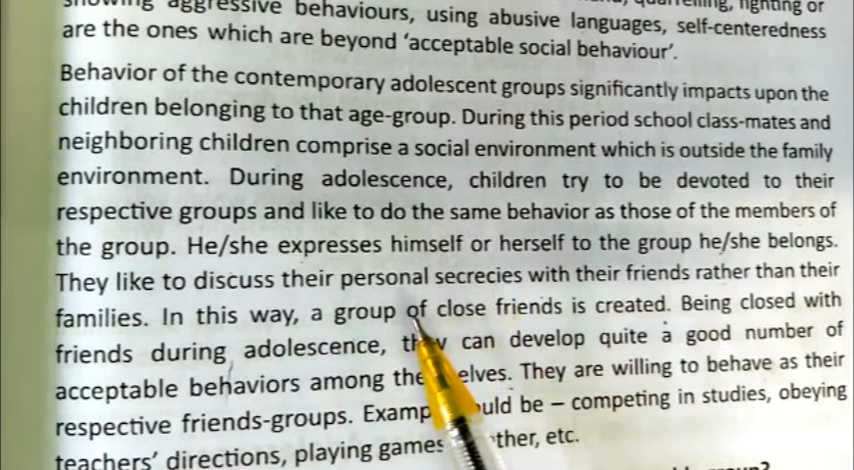 showing aggressive behaviours, using abusive languages, self-centeredness
are the ones which are beyond ‘acceptable social behaviour’.
Behavior of the contemporary adolescent groups significantly impacts upon the
children belonging to that age-group. During this period school class-mates and
neighboring children comprise a social environment which is outside the family
environment. During adolescence, children try to be devoted to their
respective groups and like to do the same behavior as those of the members of
the group. He/she expresses himself or herself to the group he/she belongs.
They like to discuss their personal secrecies with their friends rather than their
families. In this way, a group of close friends is created. Being closed with
friends during adolescence, they can develop quite a good number of
acceptable behaviors among They are willing to behave as their
respective friends-groups. be – competing in studies, obeying
teachers’ directions, playing games etc.